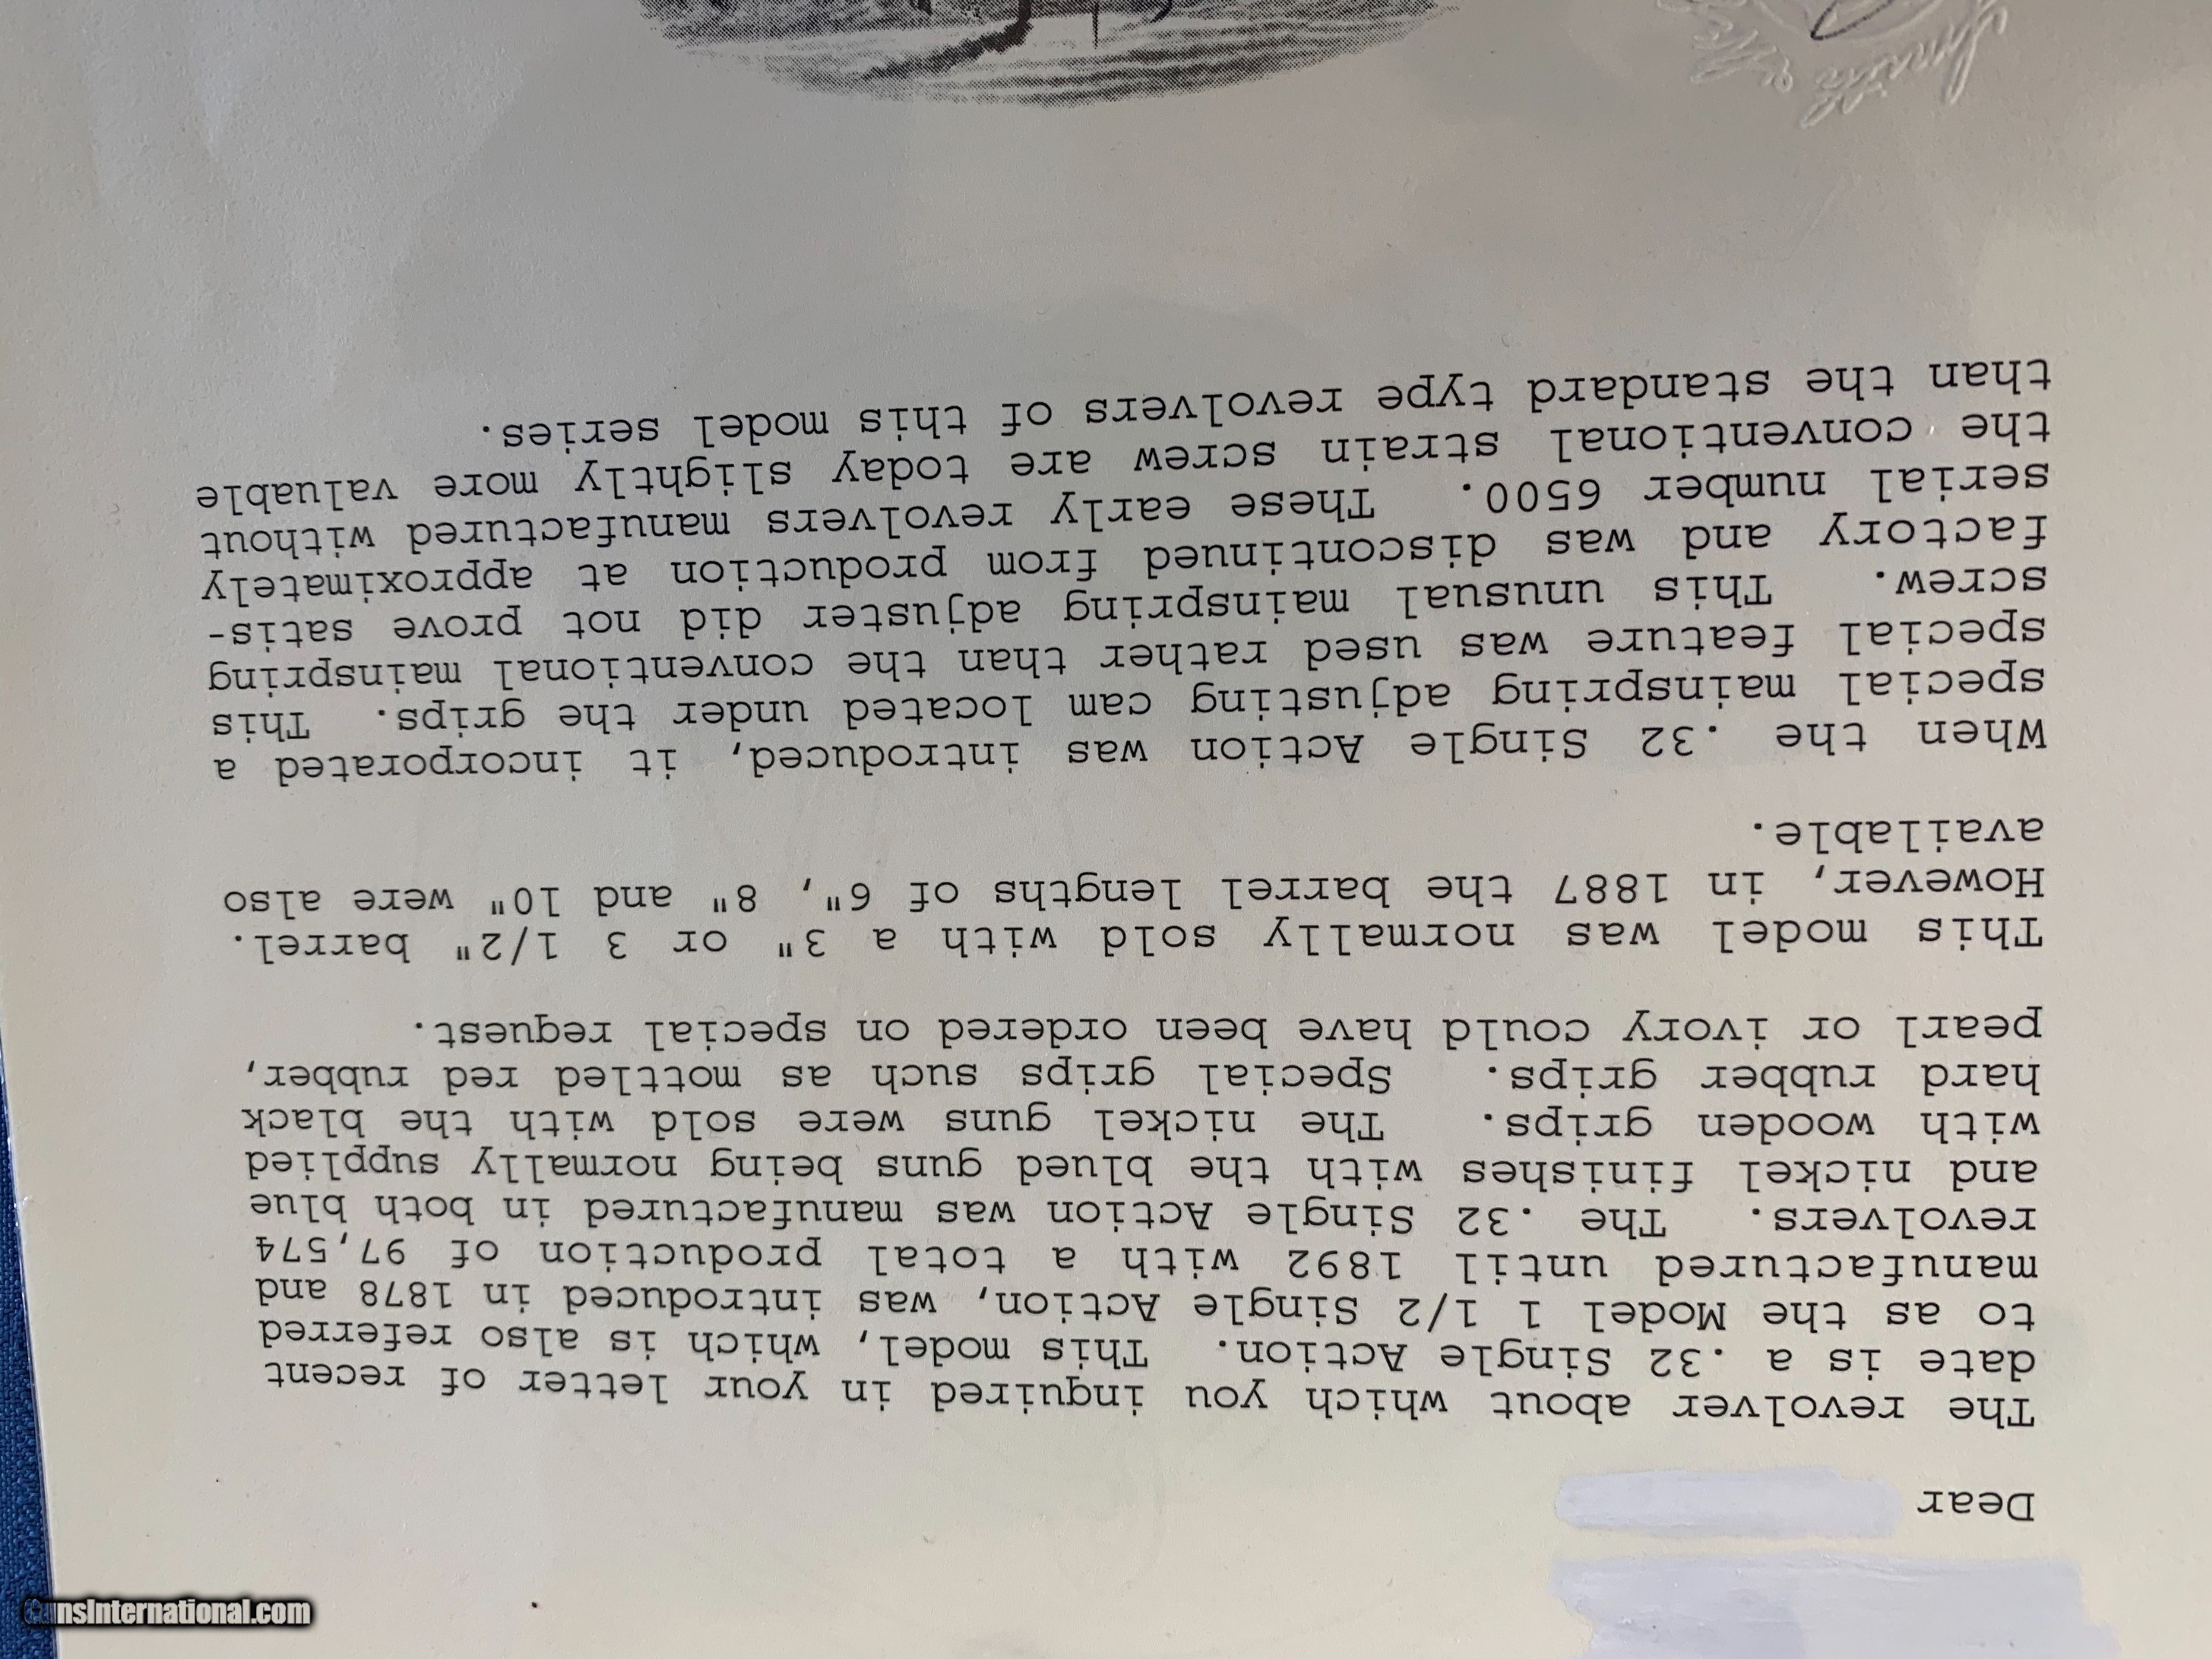 Dear
The revolver about which you inquired in your letter of recent
date is a .32 Single Action. This model, which is also referred
to as the Model 1 1/2 Single Action, was introduced in 1878 and
manufactured until 1892 with a total production of 97,574
revolvers. The .32 Single Action was manufactured in both blue
and nickel finishes with the blued guns being normally supplied
with wooden grips. The nickel guns were sold with the black
hard rubber grips. Special grips such as mottled red rubber,
pearl or ivory could have been ordered on special request.
This model was normally sold with a 3" or 3 1/2" barrel.
However, in 1887 the barrel lengths of 6", 8" and 10" were also
available.
When the .32 Single Action was introduced, it incorporated a
special mainspring adjusting cam located under the grips. This
special feature was used rather than the conventional mainspring
screw. This unusual mainspring adjuster did not prove satis-
factory and was discontinued from production at approximately
serial number 6500. These early revolvers manufactured without
the conventional strain screw are today slightly more valuable
than the standard type revolvers of this model series.
Smith &
GunsInternational.com